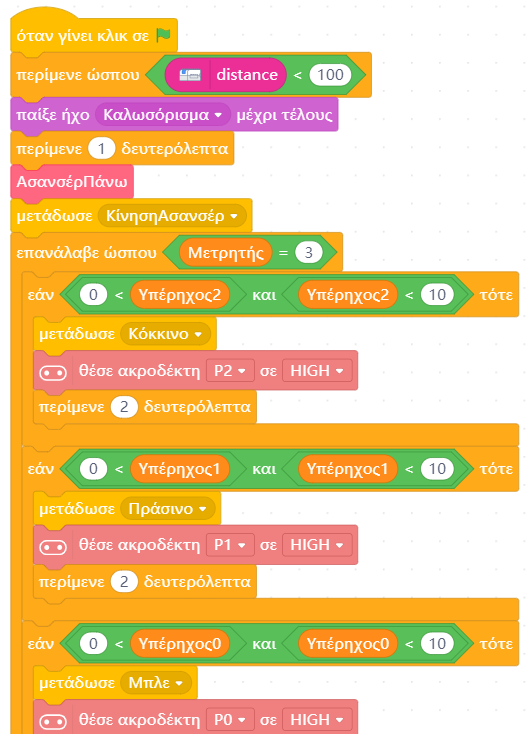 όταν γίνει κλικ σε
περίμενε ώσπου distance < 100
παίξε ήχο Καλωσόρισμα μέχρι τέλους
περίμενε 1 δευτερόλεπτα
ΑσανσέρΠάνω
μετάδωσε ΚίνησηΑσανσέρ
επανάλαβε ώσπου Μετρητής = 3
εάν 0 < Υπέρηχος2 και Υπέρηχος2 < 10 τότε
μετάδωσε Κόκκινο
θέσε ακροδέκτη P2 σε HIGH
περίμενε 2 δευτερόλεπτα
εάν 0 < Υπέρηχος1 και Υπέρηχος1 < 10 τότε
μετάδωσε Πράσινο
θέσε ακροδέκτη P1 σε HIGH
περίμενε 2 δευτερόλεπτα
εάν 0 < Υπέρηχος0 και Υπέρηχος0 < 10 τότε
μετάδωσε Μπλε
θέσε ακροδέκτη P0 σε HIGH